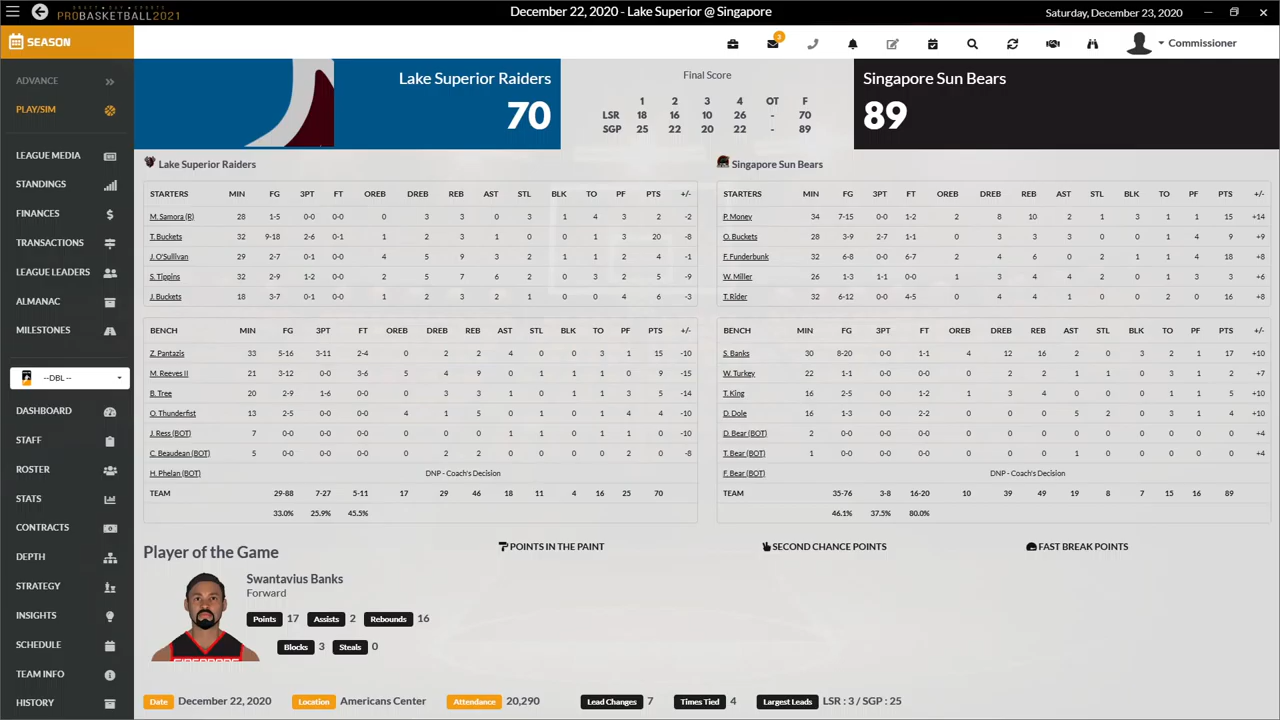 DRAFT DAY SPORTS
PROBASKETBALL2021
December 22, 2020 - Lake Superior @ Singapore
Saturday, December 23, 2020
SEASON
3
Commissioner
ADVANCE
PLAY/SIM
LEAGUE MEDIA
STANDINGS
FINANCES
TRANSACTIONS
LEAGUE LEADERS
ALMANAC
MILESTONES
--DBL --
DASHBOARD
STAFF
ROSTER
STATS
CONTRACTS
DEPTH
STRATEGY
INSIGHTS
SCHEDULE
TEAM INFO
HISTORY
Lake Superior Raiders
70
Final Score
1 2 3 4 OT F
LSR 18 16 10 26 - 70
SGP 25 22 20 22 - 89
Singapore Sun Bears
89
Lake Superior Raiders
STARTERS MIN FG 3PT FT OREB DREB REB AST STL BLK TO PF PTS +/-
M. Samora (R) 28 1-5 0-0 0-0 0 3 3 0 3 1 4 3 2 -2
T. Buckets 32 9-18 2-6 0-1 1 2 3 1 0 0 1 3 20 -8
J. O'Sullivan 29 2-7 0-1 0-0 4 5 9 3 2 1 1 2 4 -1
S. Tippins 32 2-9 1-2 0-0 2 5 7 6 2 0 3 2 5 -9
J. Buckets 18 3-7 0-1 0-0 1 2 3 2 1 0 0 4 6 -3
BENCH MIN FG 3PT FT OREB DREB REB AST STL BLK TO PF PTS +/-
Z. Pantazis 33 5-16 3-11 2-4 0 2 2 4 0 0 3 1 15 -10
M. Reeves II 21 3-12 0-0 3-6 5 4 9 0 0 1 1 0 9 -15
B. Tree 20 2-9 1-6 0-0 0 3 3 1 0 1 1 3 5 -14
O. Thunderfist 13 2-5 0-0 0-0 4 1 5 0 1 0 1 4 4 -10
J. Ress (BOT) 7 0-0 0-0 0-0 0 0 0 1 1 0 1 1 0 -10
C. Beaudean (BOT) 5 0-0 0-0 0-0 0 2 2 0 1 0 0 2 0 -8
H. Phelan (BOT) DNP - Coach's Decision
TEAM 29-88 7-27 5-11 17 29 46 18 11 4 16 25 70
33.0% 25.9% 45.5%
Singapore Sun Bears
STARTERS MIN FG 3PT FT OREB DREB REB AST STL BLK TO PF PTS +/-
P. Money 34 7-15 0-0 1-2 2 8 10 2 1 3 1 1 15 +14
O. Buckets 28 3-9 2-7 1-1 0 3 3 3 0 0 1 4 9 +9
F. Funderbunk 32 6-8 0-0 6-7 2 4 6 0 2 1 1 4 18 +8
W. Miller 26 1-3 1-1 0-0 1 3 4 4 1 0 3 3 3 +6
T. Rider 32 6-12 0-0 4-5 0 4 4 1 0 0 2 0 16 +8
BENCH MIN FG 3PT FT OREB DREB REB AST STL BLK TO PF PTS +/-
S. Banks 30 8-20 0-0 1-1 4 12 16 2 0 3 2 1 17 +10
W. Turkey 22 1-1 0-0 0-0 0 2 2 1 1 0 3 1 2 +7
T. King 16 2-5 0-0 1-2 1 3 4 0 1 0 1 1 5 +10
D. Dole 16 1-3 0-0 2-2 0 0 0 5 2 0 3 1 4 +10
D. Bear (BOT) 2 0-0 0-0 0-0 0 0 0 0 0 0 0 0 0 +4
T. Bear (BOT) 1 0-0 0-0 0-0 0 0 0 1 0 0 0 0 0 +4
F. Bear (BOT) DNP - Coach's Decision
TEAM 35-76 3-8 16-20 10 39 49 19 8 7 15 16 89
46.1% 37.5% 80.0%
Player of the Game
POINTS IN THE PAINT
SECOND CHANCE POINTS
FAST BREAK POINTS
Swantavius Banks
Forward
Points 17 Assists 2 Rebounds 16
Blocks 3 Steals 0
Date December 22, 2020 Location Americans Center Attendance 20,290 Lead Changes 7 Times Tied 4 Largest Leads LSR : 3 / SGP : 25